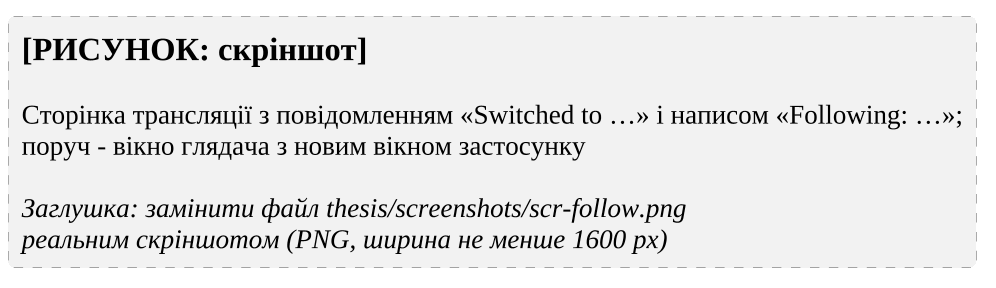 [РИСУНОК: скріншот]
Сторінка трансляції з повідомленням «Switched to …» і написом «Following: …»;
поруч - вікно глядача з новим вікном застосунку
Заглушка: замінити файл thesis/screenshots/scr-follow.png
реальним скріншотом (PNG, ширина не менше 1600 px)